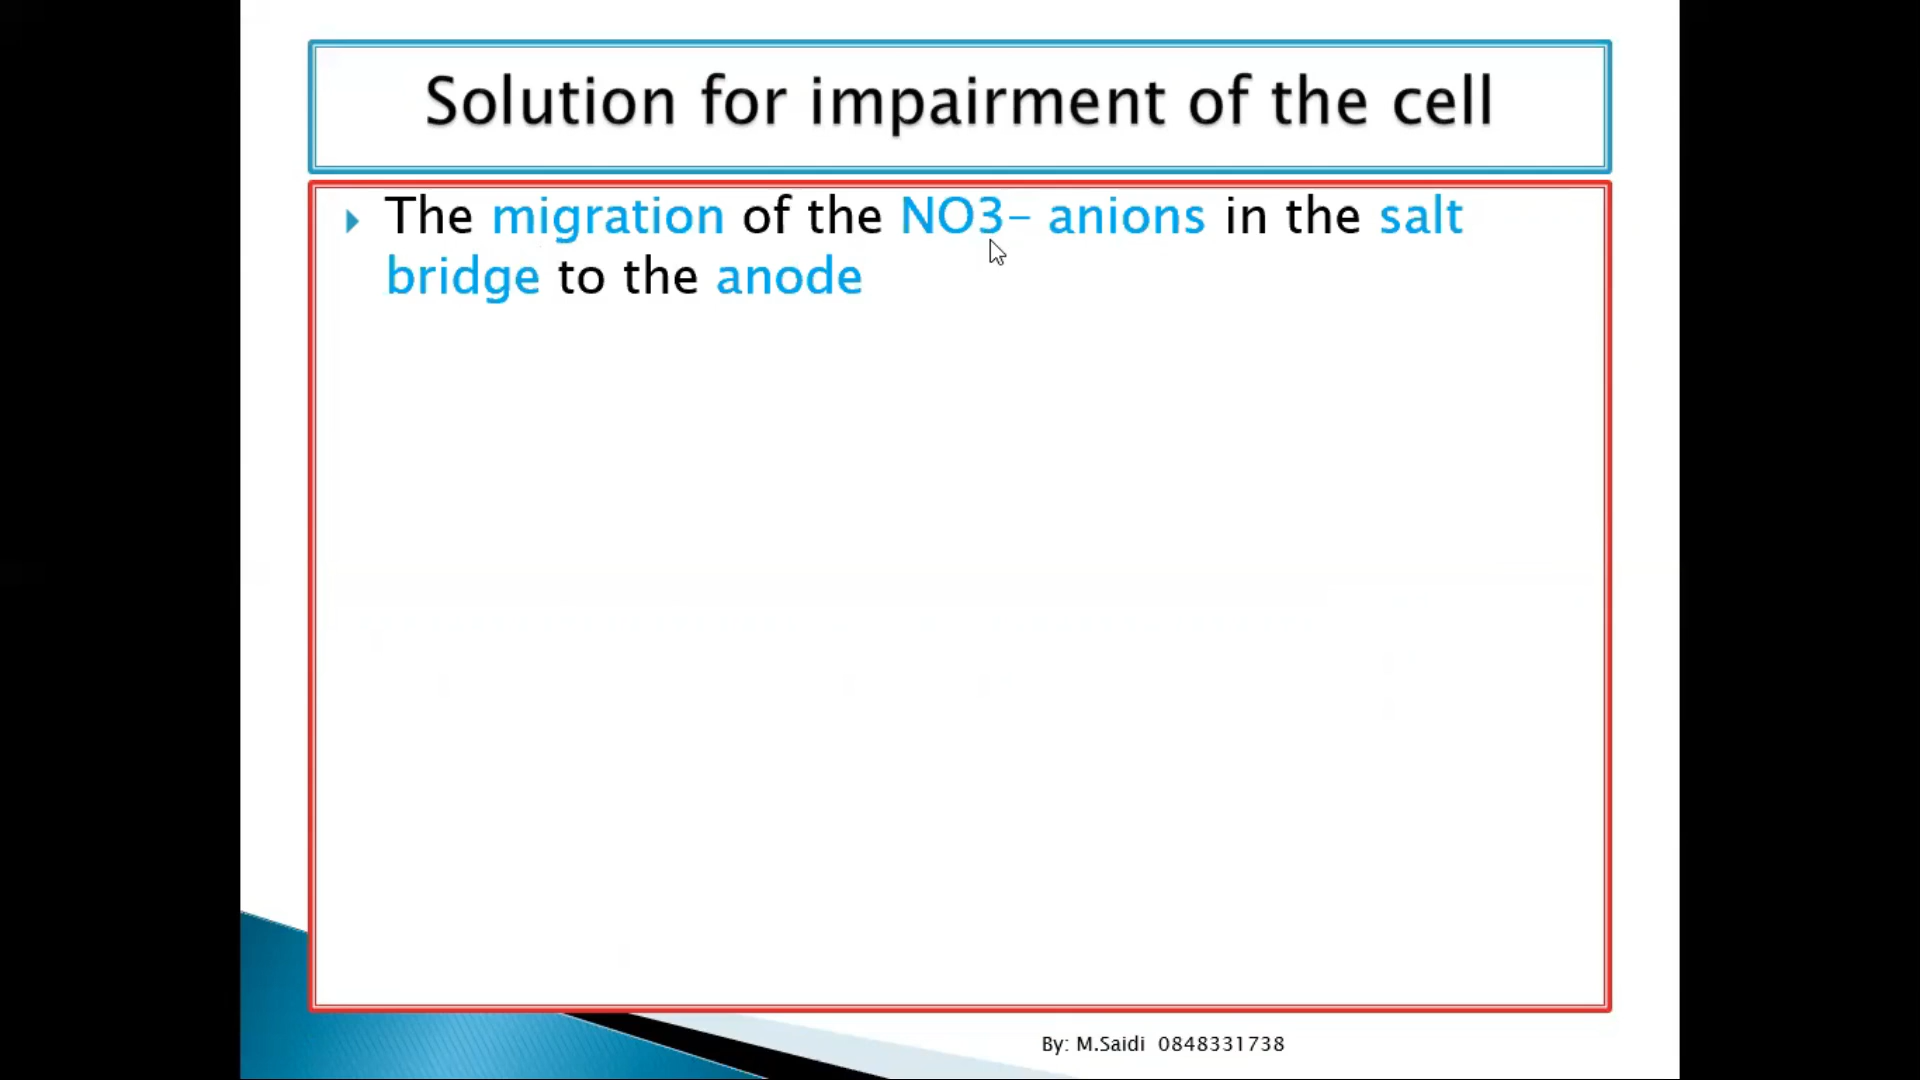 Solution for impairment of the cell
The migration of the NO3- anions in the salt
bridge to the anode
By: M.Saidi 0848331738